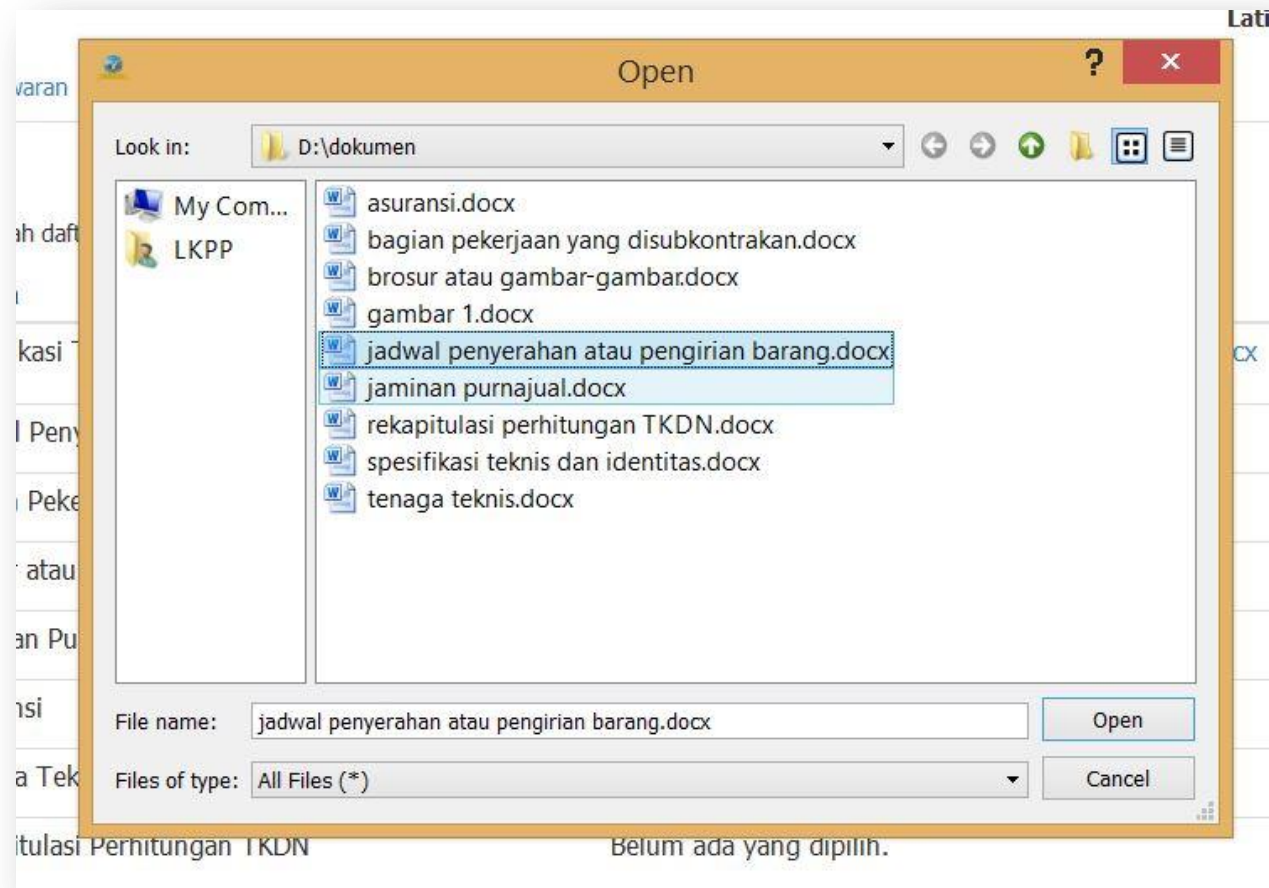 Lati
Open
?
waran
Look in:
D:\dokumen
My Com...
LKPP
asuransi.docx
bagian pekerjaan yang disubkontrakan.docx
brosur atau gambar-gambar.docx
gambar 1.docx
jadwal penyerahan atau pengirian barang.docx
jaminan purnajual.docx
rekapitulasi perhitungan TKDN.docx
spesifikasi teknis dan identitas.docx
tenaga teknis.docx
ah daft
kasi T
cx
l Peny
Peke
atau
an Pu
nsi
File name:
jadwal penyerahan atau pengirian barang.docx
Open
a Tek
Files of type:
All Files (*)
Cancel
itulasi Perhitungan TKDN
Belum ada yang dipilih.